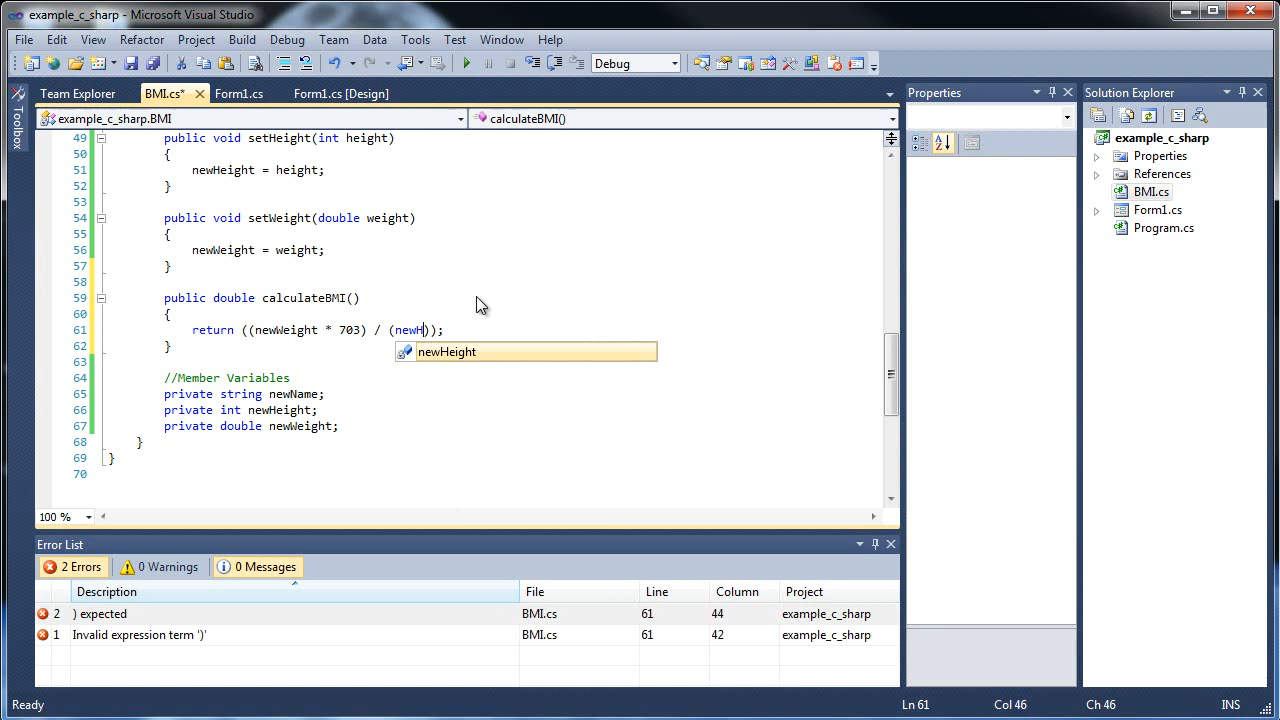 example_c_sharp - Microsoft Visual Studio
File Edit View Refactor Project Build Debug Team Data Tools Test Window Help
Debug
Toolbox
Team Explorer BMI.cs* Form1.cs Form1.cs [Design]
example_c_sharp.BMI calculateBMI()
49 public void setHeight(int height)
50 {
51 newHeight = height;
52 }
53
54 public void setWeight(double weight)
55 {
56 newWeight = weight;
57 }
58
59 public double calculateBMI()
60 {
61 return ((newWeight * 703) / (newH));
62 }
newHeight
63
64 //Member Variables
65 private string newName;
66 private int newHeight;
67 private double newWeight;
68 }
69 }
70
100 %
Error List
2 Errors 0 Warnings 0 Messages
Description File Line Column Project
2 ) expected BMI.cs 61 44 example_c_sharp
1 Invalid expression term ')' BMI.cs 61 42 example_c_sharp
Properties
Solution Explorer
example_c_sharp
Properties
References
BMI.cs
Form1.cs
Program.cs
Ready Ln 61 Col 46 Ch 46 INS